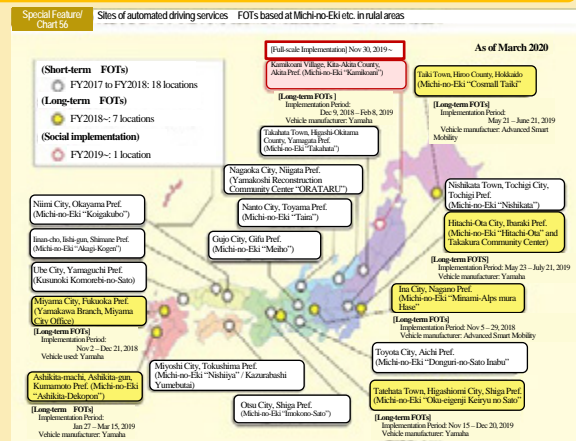 Special Feature/
Chart 56
Sites of automated driving services FOTs based at Michi-no-Eki etc. in rulal areas
As of March 2020
(Short-term FOTs)
FY2017 to FY2018: 18 locations
(Long-term FOTs)
FY2018~: 7 locations
(Social implementation)
FY2019~: 1 location
[Full-scale Implementation] Nov 30, 2019 ~
Kamikoani Village, Kita-Akita County,
Akita Pref. (Michi-no-Eki “Kamikoani”)
[Long-term FOTs]
Implementation Period:
Dec 9, 2018 – Feb 8, 2019
Vehicle manufacturer: Yamaha
Taiki Town, Hiroo County, Hokkaido
(Michi-no-Eki “Cosmall Taiki”)
[Long-term FOTS]
Implementation Period:
May 21 – June 21, 2019
Vehicle manufactuer: Advanced Smart
Mobility
Takahata Town, Higashi-Okitama
County, Yamagata Pref.
(Michi-no-Eki “Takahata”)
Nagaoka City, Niigata Pref.
(Yamakoshi Reconstruction
Community Center “ORATARU”)
Nanto City, Toyama Pref.
(Michi-no-Eki “Taira”)
Gujo City, Gifu Pref.
(Michi-no-Eki “Meiho”)
Nishikata Town, Tochigi City,
Tochigi Pref.
(Michi-no-Eki “Nishikata”)
Hitachi-Ota City, Ibaraki Pref.
(Michi-no-Eki “Hitachi-Ota” and
Takakura Community Center)
[Long-term FOTS]
Implementation Period: May 23 – July 21, 2019
Vehicle manufacturer: Yamaha
Niimi City, Okayama Pref.
(Michi-no-Eki “Koigakubo”)
Iinan-cho, Iishi-gun, Shimane Pref.
(Michi-no-Eki “Akagi-Kogen”)
Ube City, Yamaguchi Pref.
(Kusunoki Komorebi-no-Sato)
Miyama City, Fukuoka Pref.
(Yamakawa Branch, Miyama
City Office)
[Long-term FOTs]
Implementation Period:
Nov 2 – Dec 21, 2018
Vehicle used: Yamaha
Ashikita-machi, Ashikita-gun,
Kumamoto Pref. (Michi-no-Eki
“Ashikita-Dekopon”)
[Long-term FOTs]
Implementation Period:
Jan 27 – Mar 15, 2019
Vehicle manufacturer: Yamaha
Miyoshi City, Tokushima Pref.
(Michi-no-Eki “Nishiiya” / Kazurabashi
Yumebutai)
Otsu City, Shiga Pref.
(Michi-no-Eki “Imokono-Sato”)
Ina City, Nagano Pref.
(Michi-no-Eki “Minami-Alps mura
Hase”)
[Long-term FOTs]
Implementation Period: Nov 5 – 29, 2018
Vehicle manufacturer: Advanced Smart Mobility
Toyota City, Aichi Pref.
(Michi-no-Eki “Donguri-no-Sato Inabu”)
Tatehata Town, Higashiomi City, Shiga Pref.
(Michi-no-Eki “Oku-eigenji Keiryu no Sato”)
[Long-term FOTs]
Implementation Period: Nov 15 – Dec 20, 2019
Vehicle manufacturer: Yamaha